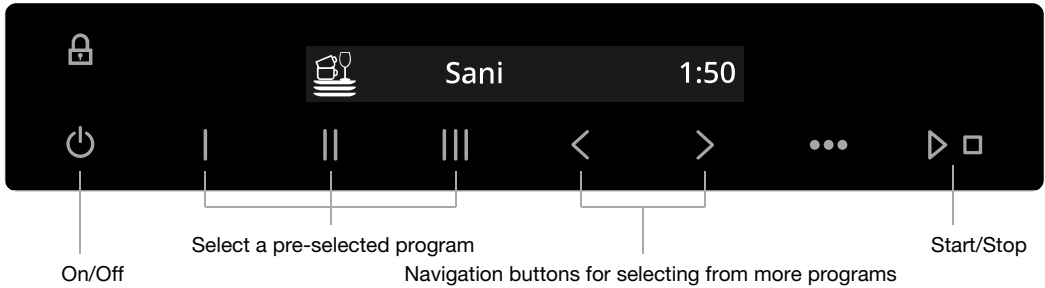 Sani 1:50
Select a pre-selected program
Start/Stop
On/Off
Navigation buttons for selecting from more programs